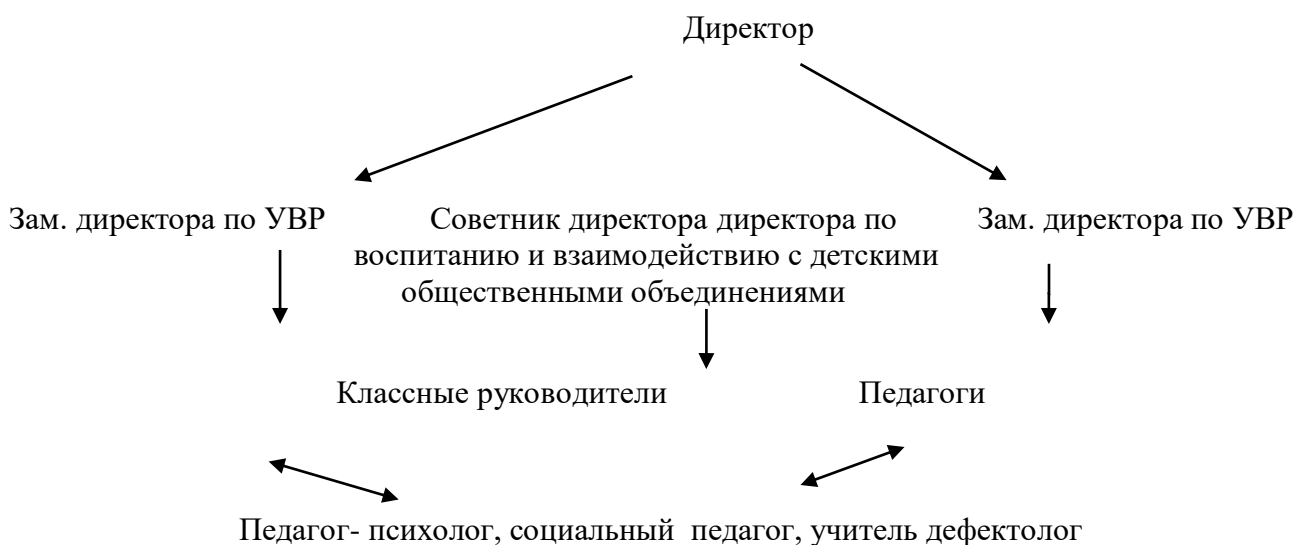 Директор
Зам. директора по УВР
Советник директора директора по
воспитанию и взаимодействию с детскими
общественными объединениями
Зам. директора по УВР
Классные руководители
Педагоги
Педагог- психолог, социальный педагог, учитель дефектолог